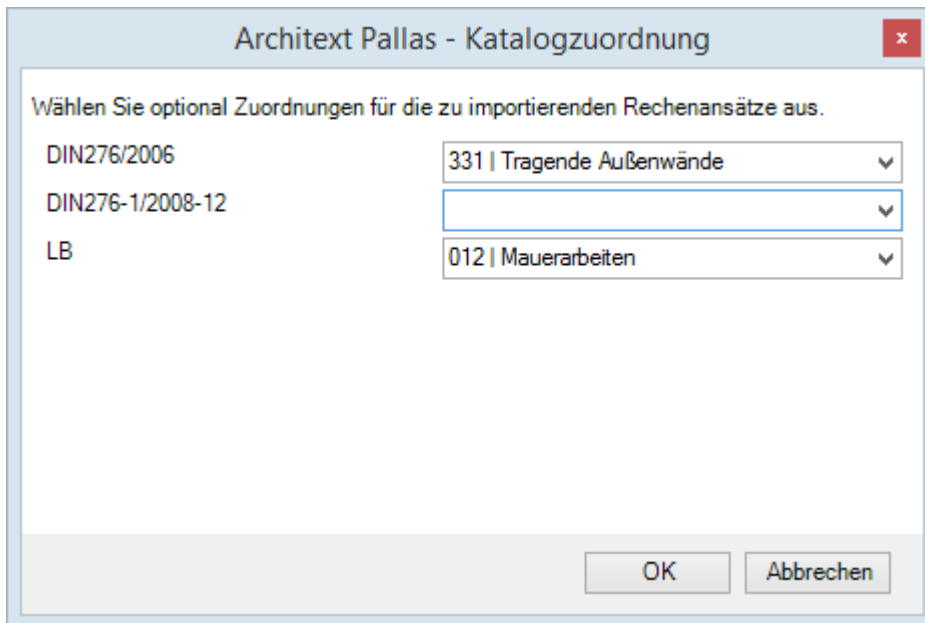 Architext Pallas - Katalogzuordnung
x
Wählen Sie optional Zuordnungen für die zu importierenden Rechenansätze aus.
DIN276/2006
331 | Tragende Außenwände
DIN276-1/2008-12
LB
012 | Mauerarbeiten
OK
Abbrechen